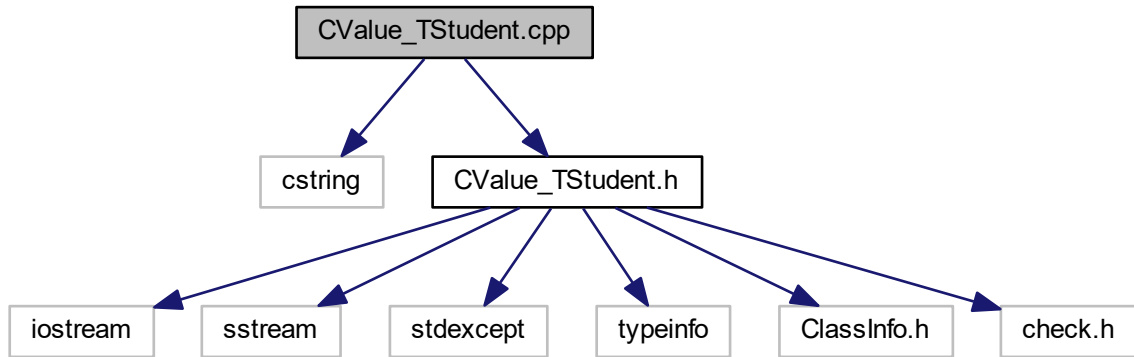 CValue_TStudent.cpp
cstring
CValue_TStudent.h
iostream
sstream
stdexcept
typeinfo
ClassInfo.h
check.h